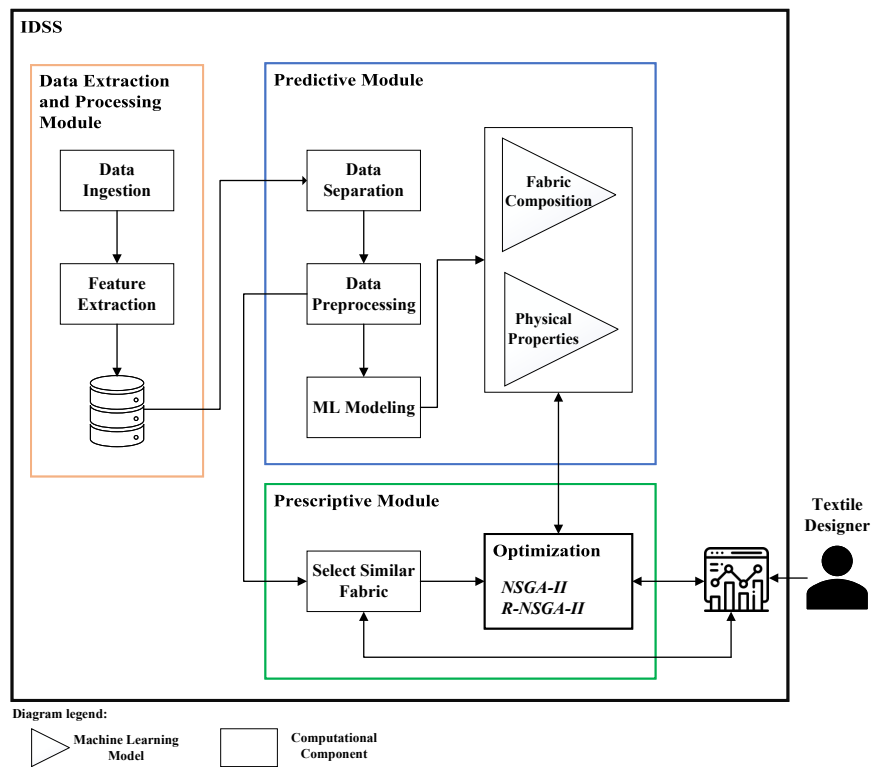 IDSS
Data Extraction
and Processing
Module
Data
Ingestion
Feature
Extraction
Predictive Module
Data
Separation
Data
Preprocessing
ML Modeling
Fabric
Composition
Physical
Properties
Prescriptive Module
Select Similar
Fabric
Optimization
NSGA-II
R-NSGA-II
Textile
Designer
Diagram legend:
Machine Learning
Model
Computational
Component